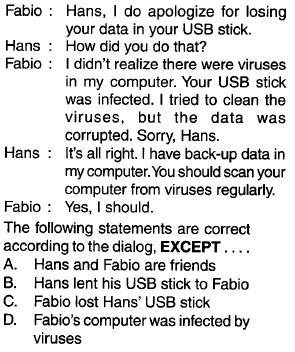 Fabio : Hans, I do apologize for losing
your data in your USB stick.
Hans : How did you do that?
Fabio : I didn't realize there were viruses
in my computer. Your USB stick
was infected. I tried to clean the
viruses, but the data was
corrupted. Sorry, Hans.
Hans : It's all right. I have back-up data in
my computer. You should scan your
computer from viruses regularly.
Fabio : Yes, I should.
The following statements are correct
according to the dialog, EXCEPT . . . .
A. Hans and Fabio are friends
B. Hans lent his USB stick to Fabio
C. Fabio lost Hans' USB stick
D. Fabio's computer was infected by
viruses